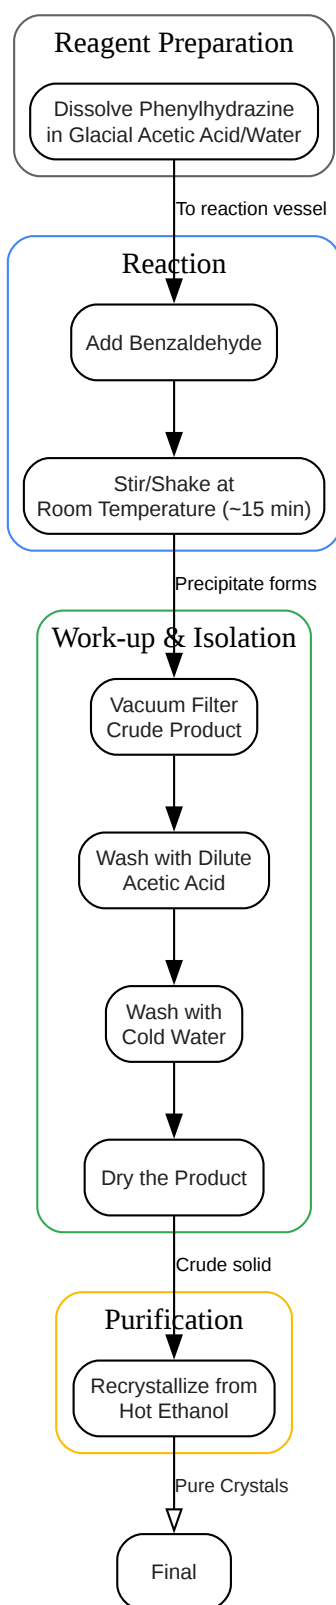 Reagent Preparation
Dissolve Phenylhydrazine
in Glacial Acetic Acid/Water
To reaction vessel
Reaction
Add Benzaldehyde
Stir/Shake at
Room Temperature (~15 min)
Precipitate forms
Work-up & Isolation
Vacuum Filter
Crude Product
Wash with Dilute
Acetic Acid
Wash with
Cold Water
Dry the Product
Crude solid
Purification
Recrystallize from
Hot Ethanol
Pure Crystals
Final